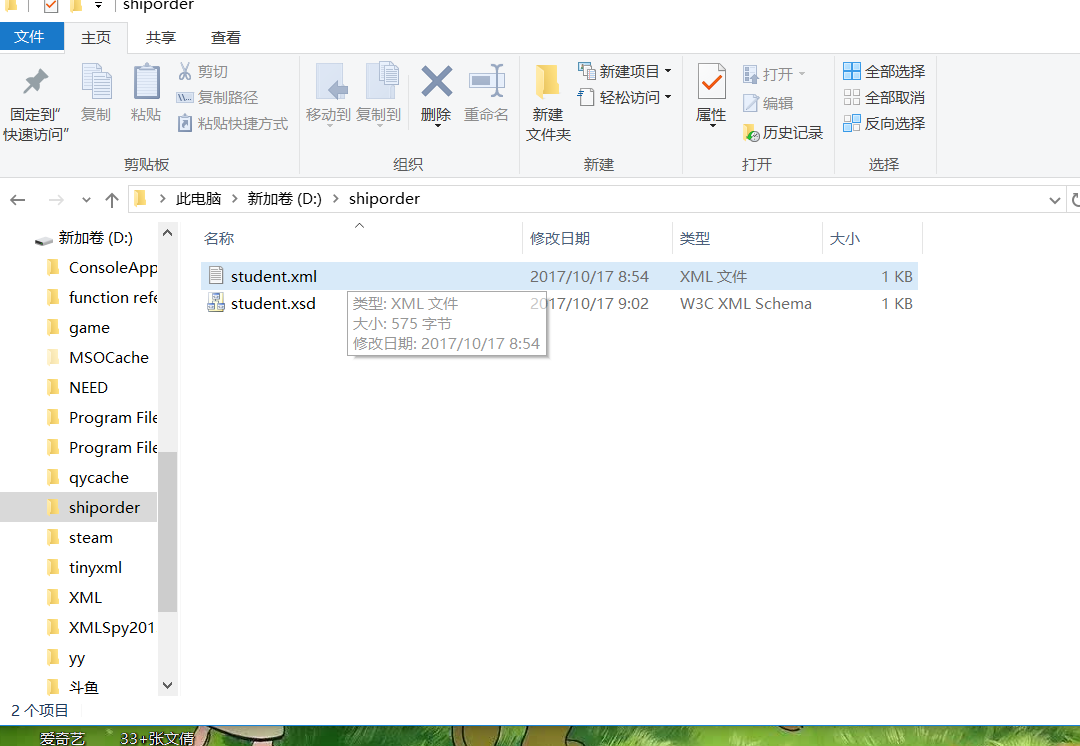 shiporder
文件
主页
共享
查看
固定到"
快速访问"
复制
粘贴
剪切
复制路径
粘贴快捷方式
剪贴板
移动到
复制到
删除
重命名
组织
新建
文件夹
新建项目
轻松访问
新建
属性
打开
编辑
历史记录
打开
全部选择
全部取消
反向选择
选择
此电脑 > 新加卷 (D:) > shiporder
新加卷 (D:)
ConsoleApp
function refe
game
MSOCache
NEED
Program File
Program File
qycache
shiporder
steam
tinyxml
XML
XMLSpy201
yy
斗鱼
名称 修改日期 类型 大小
student.xml 2017/10/17 8:54 XML 文件 1 KB
student.xsd 2017/10/17 9:02 W3C XML Schema 1 KB
类型: XML 文件
大小: 575 字节
修改日期: 2017/10/17 8:54
2 个项目
爱奇艺
33+张文倩